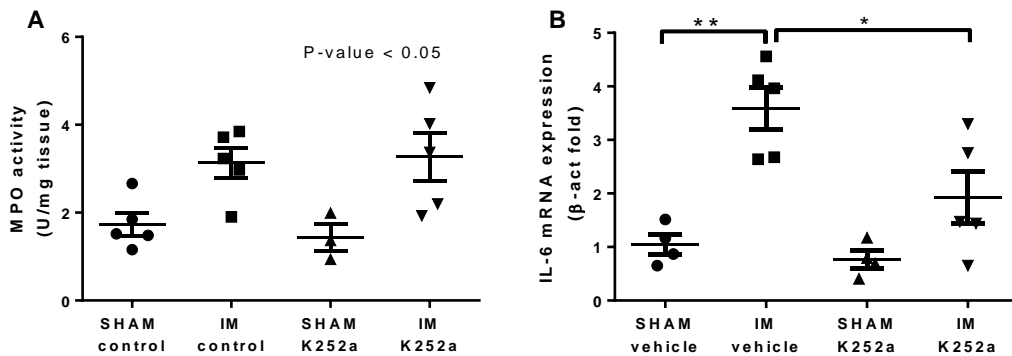 A
MPO activity
(U/mg tissue)
6
4
2
0
P-value < 0.05
SHAM
control
IM
control
SHAM
K252a
IM
K252a
B
IL-6 mRNA expression
(β-act fold)
5
4
3
2
1
0
**
*
SHAM
vehicle
IM
vehicle
SHAM
K252a
IM
K252a